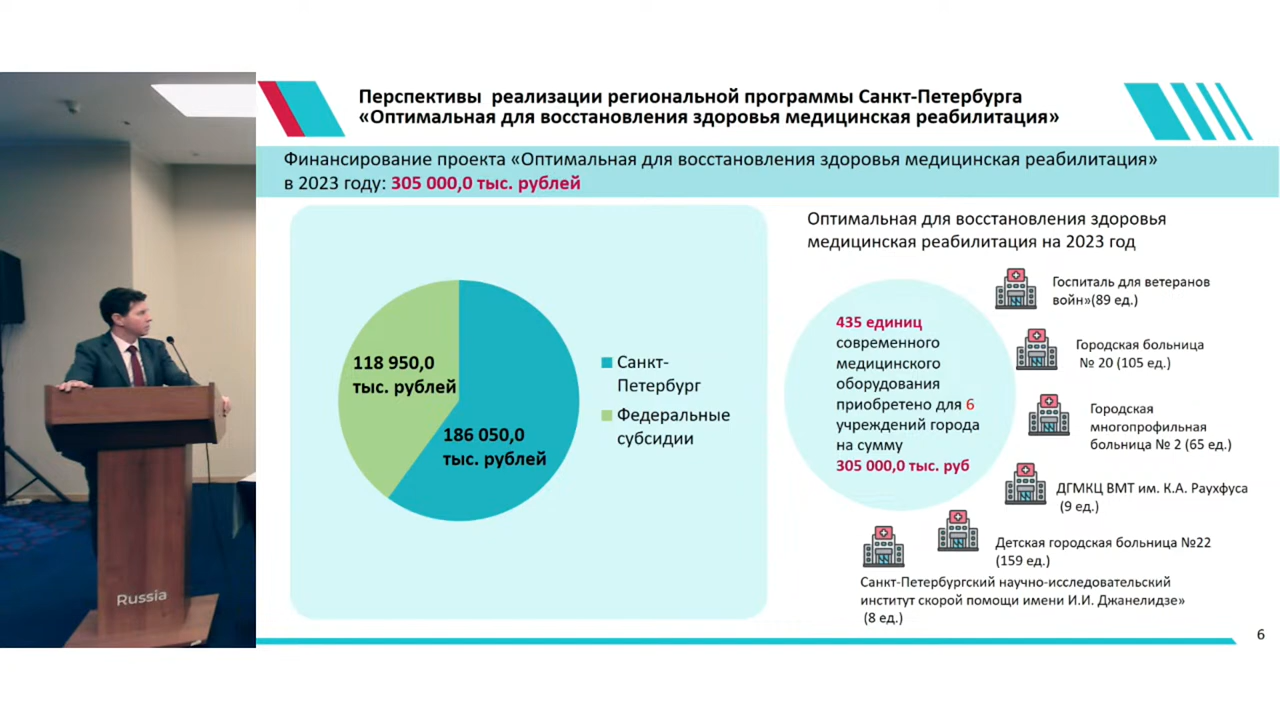 Перспективы реализации региональной программы Санкт-Петербурга
«Оптимальная для восстановления здоровья медицинская реабилитация»
Финансирование проекта «Оптимальная для восстановления здоровья медицинская реабилитация»
в 2023 году: 305 000,0 тыс. рублей
118 950,0
тыс. рублей
186 050,0
тыс. рублей
Санкт-
Петербург
Федеральные
субсидии
Оптимальная для восстановления здоровья
медицинская реабилитация на 2023 год
435 единиц
современного
медицинского
оборудования
приобретено для 6
учреждений города
на сумму
305 000,0 тыс. руб
Госпиталь для ветеранов
войн»(89 ед.)
Городская больница
№ 20 (105 ед.)
Городская
многопрофильная
больница № 2 (65 ед.)
ДГМКЦ ВМТ им. К.А. Раухфуса
(9 ед.)
Детская городская больница №22
(159 ед.)
Санкт-Петербургский научно-исследовательский
институт скорой помощи имени И.И. Джанелидзе»
(8 ед.)
6
Russia